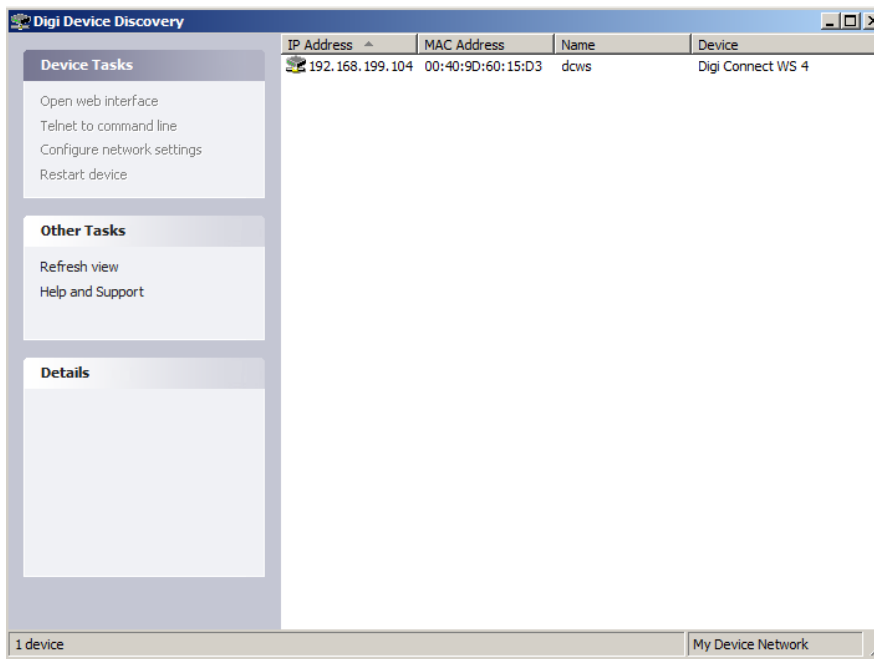 Digi Device Discovery
Device Tasks
Open web interface
Telnet to command line
Configure network settings
Restart device
Other Tasks
Refresh view
Help and Support
Details
IP Address MAC Address Name Device
192.168.199.104 00:40:9D:60:15:D3 dcws Digi Connect WS 4
1 device
My Device Network